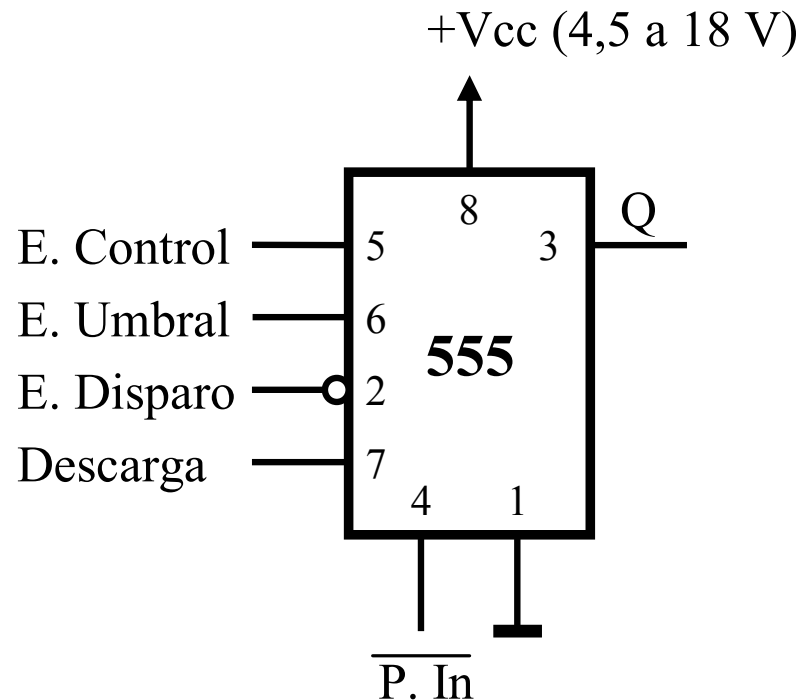 +Vcc (4,5 a 18 V)
8
E. Control 5 3 Q
E. Umbral 6
555
E. Disparo 2
Descarga 7
4 1
P. In